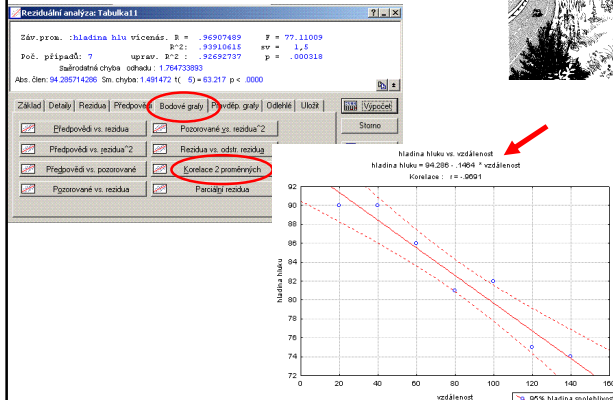 Reziduální analýza: Tabulka11
Záv.prom. :hladina hlu vícenás. R = .96907489 F = 77.11009
R^2: .93910615 sv = 1,5
Poč. případů: 7 uprav. R^2 : .92692737 p = .000318
Směrodatná chyba odhadu : 1.764733893
Abs. člen: 94.285714286 Sm. chyba: 1.491472 t( 5) = 63.217 p < .0000
Základ Detaily Rezidua Předpovědi Bodové grafy Pravděp. grafy Odlehlé Uložit
Výpočet
Storno
Předpovědi vs. rezidua
Pozorované vs. rezidua^2
Předpovědi vs. rezidua^2
Rezidua vs. odstr. rezidua
Předpovědi vs. pozorované
Korelace 2 proměnných
Pozorované vs. rezidua
Parciální rezidua
hladina hluku vs. vzdálenost
hladina hluku = 94.286 - .1464 * vzdálenost
Korelace : r = -.9691
92
90
88
86
84
82
80
78
76
74
72
hladina hluku
0 20 40 60 80 100 120 140 160
vzdálenost
95% hladina spolehlivos